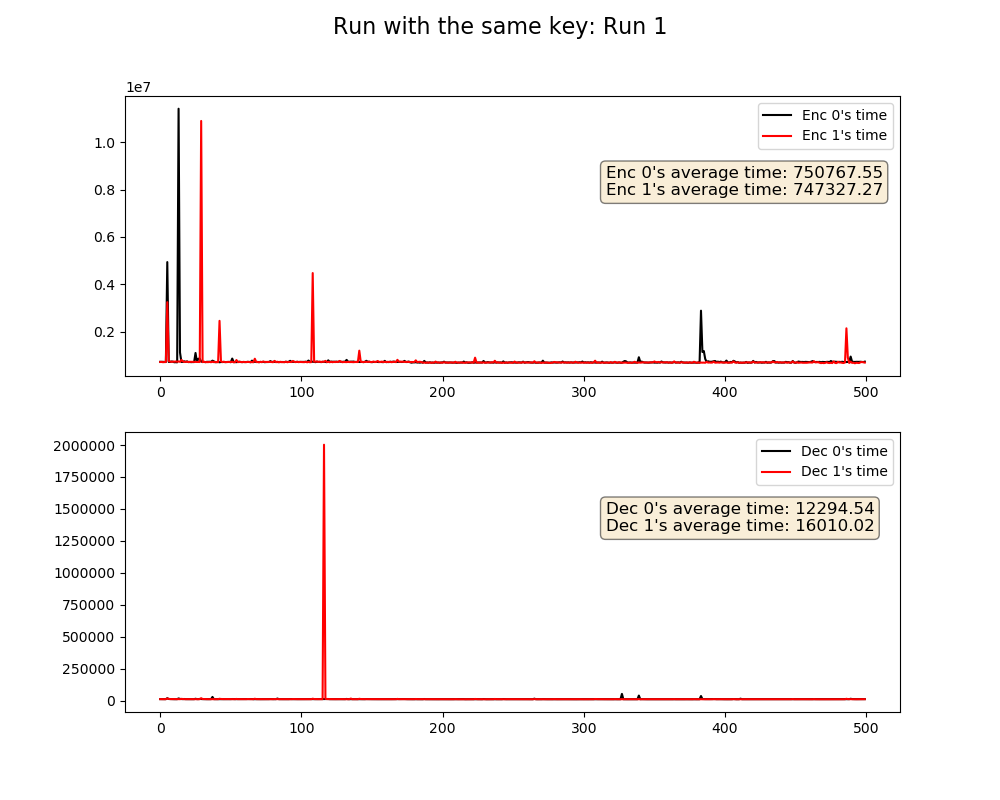 Run with the same key: Run 1
1e7
1.0
0.8
0.6
0.4
0.2
0 100 200 300 400 500
Enc 0's time
Enc 1's time
Enc 0's average time: 750767.55
Enc 1's average time: 747327.27
2000000
1750000
1500000
1250000
1000000
750000
500000
250000
0
0 100 200 300 400 500
Dec 0's time
Dec 1's time
Dec 0's average time: 12294.54
Dec 1's average time: 16010.02